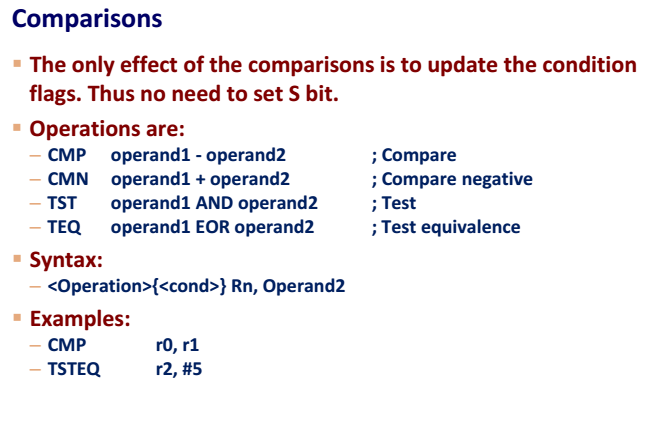 Comparisons
▪ The only effect of the comparisons is to update the condition
flags. Thus no need to set S bit.
▪ Operations are:
– CMP operand1 - operand2 ; Compare
– CMN operand1 + operand2 ; Compare negative
– TST operand1 AND operand2 ; Test
– TEQ operand1 EOR operand2 ; Test equivalence
▪ Syntax:
– <Operation>{<cond>} Rn, Operand2
▪ Examples:
– CMP r0, r1
– TSTEQ r2, #5